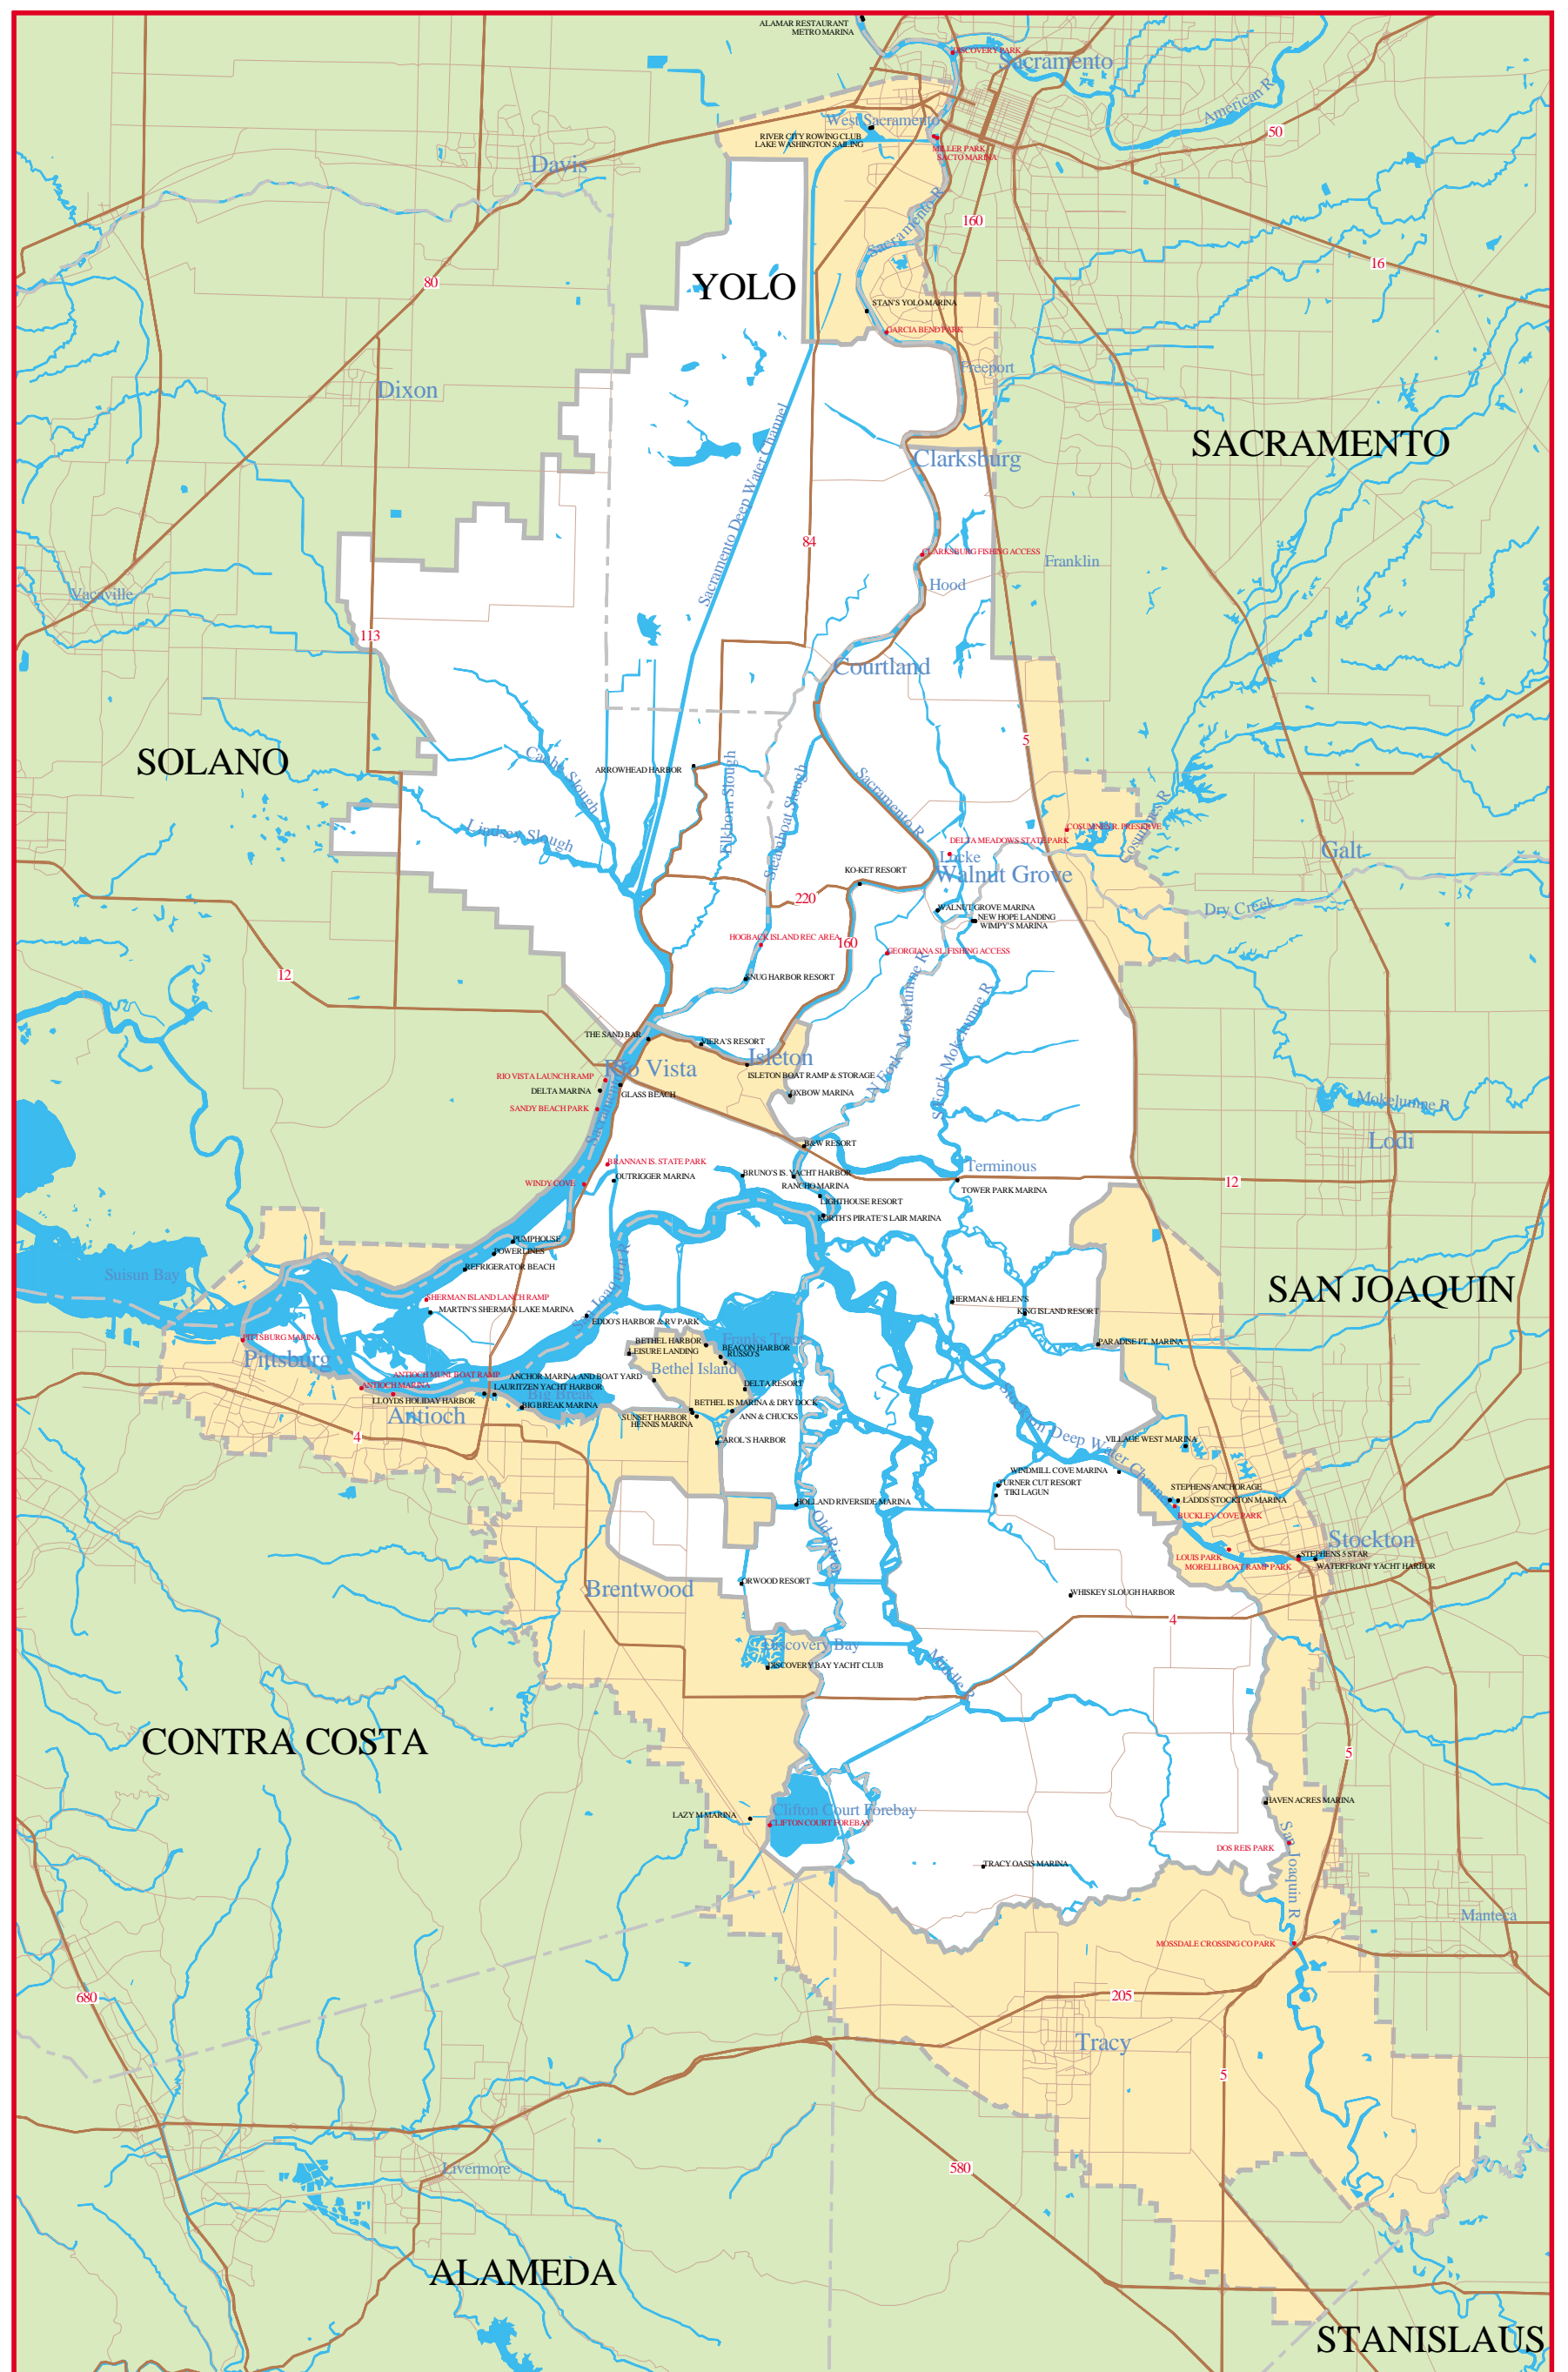 ALAMAR RESTAURANT
METRO MARINA
DISCOVERY PARK
Sacramento
American R
50
West Sacramento
RIVER CITY ROWING CLUB
LAKE WASHINGTON SAILING
MILLER PARK
SACTO MARINA
Davis
Sacramento R
160
16
80
YOLO
STAN'S YOLO MARINA
GARCIA BEND PARK
Freeport
Dixon
SACRAMENTO
Clarksburg
Sacramento Deep Water Channel
84
CLARKSBURG FISHING ACCESS
Franklin
Hood
Vacaville
113
Courtland
5
SOLANO
Cache Slough
ARROWHEAD HARBOR
Elkhorn Slough
Steamboat Slough
Sacramento R
Lindsey Slough
COSUMNES R. PRESERVE
Cosumnes R
DELTA MEADOWS STATE PARK
Locke
Galt
KO-KET RESORT
Walnut Grove
220
Dry Creek
WALNUT GROVE MARINA
NEW HOPE LANDING
WIMPY'S MARINA
HOGBACK ISLAND REC AREA
160
GEORGIANA SL. FISHING ACCESS
12
SNUG HARBOR RESORT
N Fork Mokelumne R
S Fork Mokelumne R
THE SAND BAR
VIERA'S RESORT
Isleton
Rio Vista
RIO VISTA LAUNCH RAMP
ISLETON BOAT RAMP & STORAGE
DELTA MARINA
GLASS BEACH
OXBOW MARINA
SANDY BEACH PARK
Mokelumne R
Sacramento R
Lodi
B&W RESORT
BRANNAN IS. STATE PARK
Terminous
OUTRIGGER MARINA
BRUNO'S IS. YACHT HARBOR
WINDY COVE
RANCHO MARINA
TOWER PARK MARINA
12
LIGHTHOUSE RESORT
KORTH'S PIRATE'S LAIR MARINA
PUMPHOUSE
POWERLINES
REFRIGERATOR BEACH
Suisun Bay
San Joaquin R
SAN JOAQUIN
SHERMAN ISLAND LANCH RAMP
MARTIN'S SHERMAN LAKE MARINA
HERMAN & HELEN'S
KING ISLAND RESORT
EDDO'S HARBOR & RV PARK
PITTSBURG MARINA
Franks Tract
BETHEL HARBOR
BEACON HARBOR
LEISURE LANDING
RUSSO'S
PARADISE PT. MARINA
Pittsburg
Bethel Island
ANTIOCH MUNI BOAT RAMP
ANCHOR MARINA AND BOAT YARD
ANTIOCH MARINA
LAURITZEN YACHT HARBOR
DELTA RESORT
Big Break
LLOYDS HOLIDAY HARBOR
BIG BREAK MARINA
BETHEL IS MARINA & DRY DOCK
Antioch
SUNSET HARBOR
ANN & CHUCKS
HENNIS MARINA
4
CAROL'S HARBOR
Stockton Deep Water Channel
VILLAGE WEST MARINA
WINDMILL COVE MARINA
TURNER CUT RESORT
TIKI LAGUN
STEPHENS ANCHORAGE
LADDS STOCKTON MARINA
BUCKLEY COVE PARK
HOLLAND RIVERSIDE MARINA
Old River
Stockton
LOUIS PARK
STEPHENS 5 STAR
MORELLI BOAT RAMP PARK
WATERFRONT YACHT HARBOR
ORWOOD RESORT
Brentwood
WHISKEY SLOUGH HARBOR
4
Discovery Bay
DISCOVERY BAY YACHT CLUB
Middle R
CONTRA COSTA
5
HAVEN ACRES MARINA
Clifton Court Forebay
LAZY M MARINA
CLIFTON COURT FOREBAY
DOS REIS PARK
San Joaquin R
TRACY OASIS MARINA
Manteca
MOSSDALE CROSSING CO PARK
680
205
Tracy
5
Livermore
580
ALAMEDA
STANISLAUS